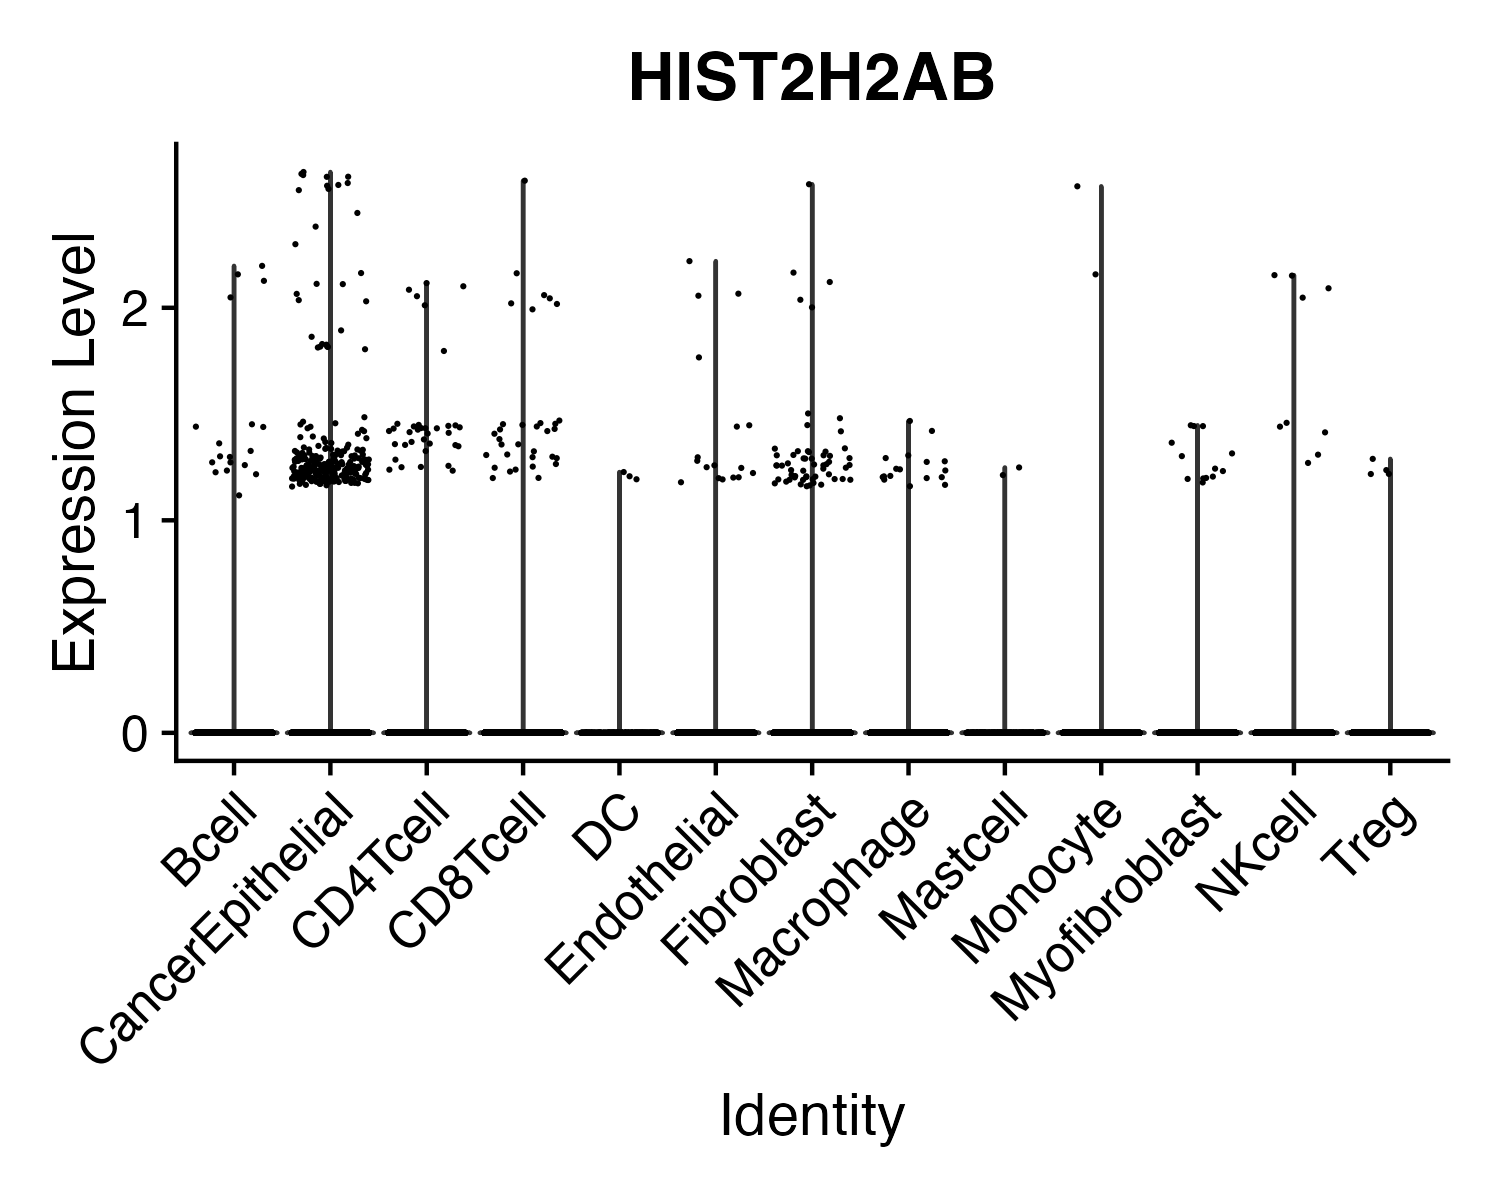 HIST2H2AB
Expression Level
2
1
0
Bcell
CancerEpithelial
CD4Tcell
CD8Tcell
DC
Endothelial
Fibroblast
Macrophage
Mastcell
Monocyte
Myofibroblast
NKcell
Treg
Identity